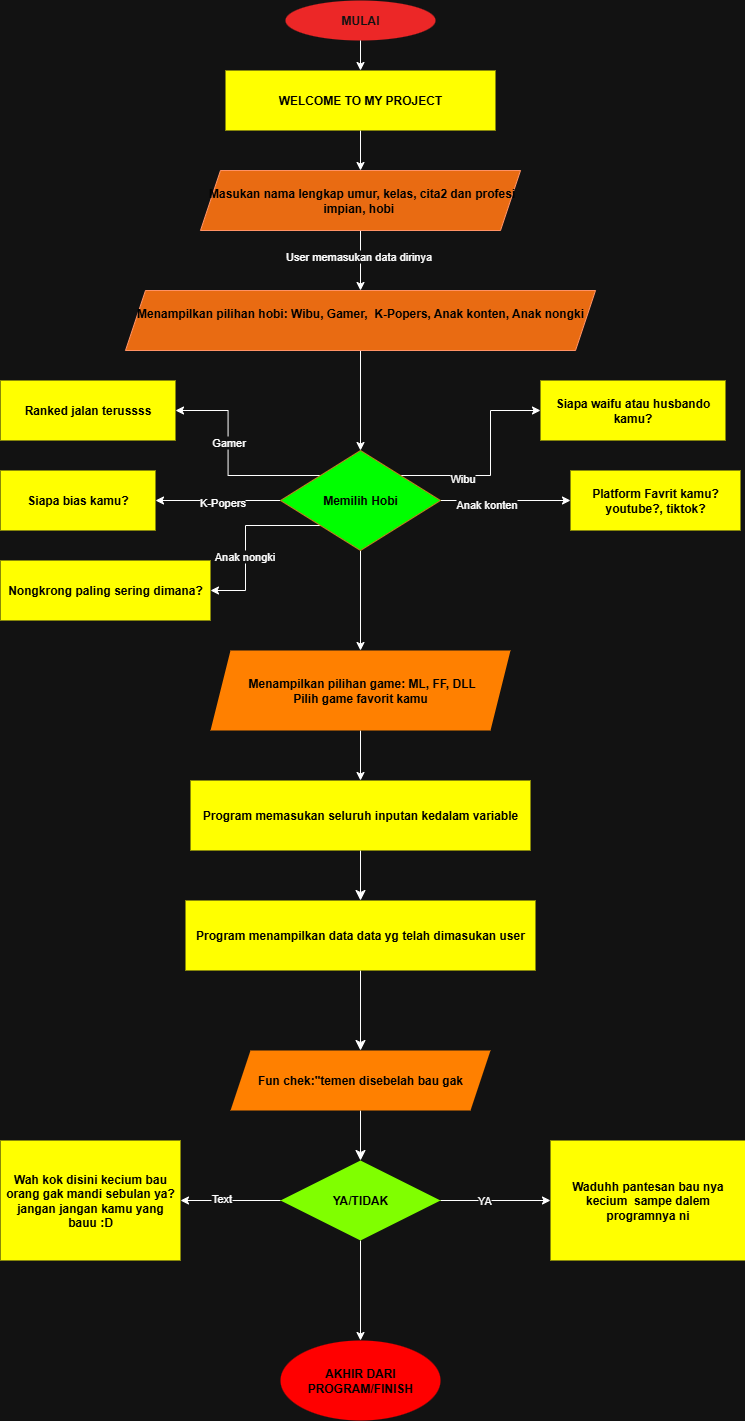 MULAI
WELCOME TO MY PROJECT
Masukan nama lengkap umur, kelas, cita2 dan profesi
impian, hobi
User memasukan data dirinya
Menampilkan pilihan hobi: Wibu, Gamer,  K-Popers, Anak konten, Anak nongki
Ranked jalan terussss
Siapa waifu atau husbando
kamu?
Gamer
Wibu
Siapa bias kamu?
K-Popers
Memilih Hobi
Anak konten
Platform Favrit kamu?
youtube?, tiktok?
Anak nongki
Nongkrong paling sering dimana?
Menampilkan pilihan game: ML, FF, DLL
Pilih game favorit kamu
Program memasukan seluruh inputan kedalam variable
Program menampilkan data data yg telah dimasukan user
Fun chek:"temen disebelah bau gak
Wah kok disini kecium bau
orang gak mandi sebulan ya?
jangan jangan kamu yang
bauu :D
Text
YA/TIDAK
YA
Waduhh pantesan bau nya
kecium  sampe dalem
programnya ni
AKHIR DARI
PROGRAM/FINISH